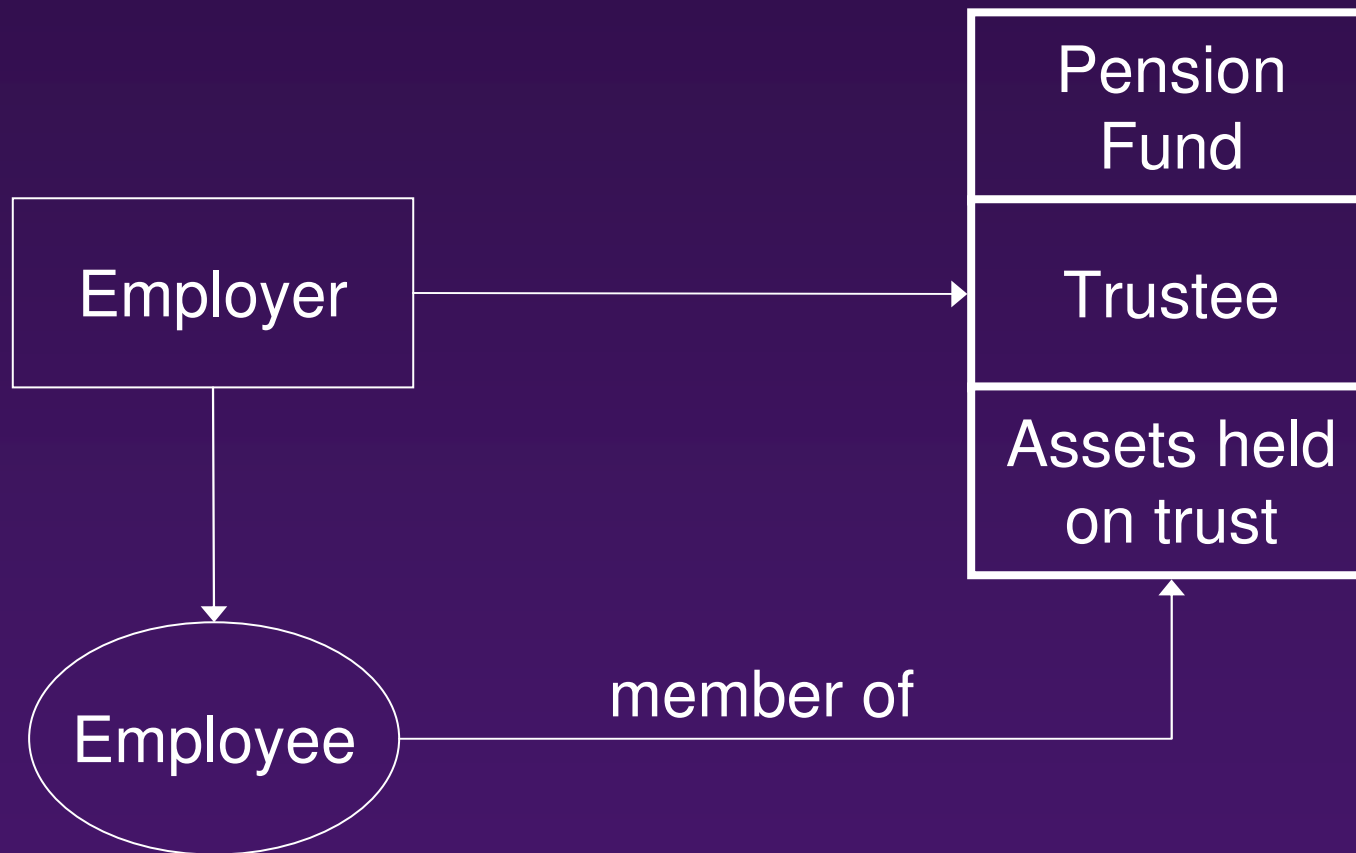 Pension
Fund
Employer
Trustee
Assets held
on trust
member of
Employee